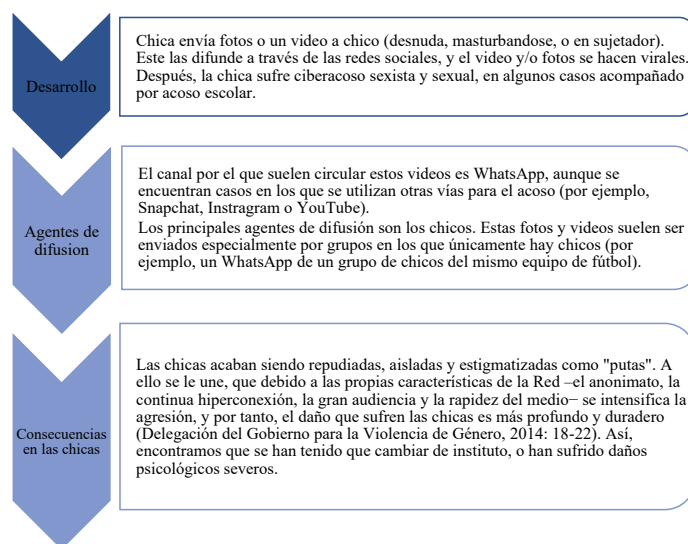 Desarrollo
Chica envía fotos o un video a chico (desnuda, masturbandose, o en sujetador).
Este las difunde a través de las redes sociales, y el video y/o fotos se hacen virales.
Después, la chica sufre ciberacoso sexista y sexual, en algunos casos acompañado
por acoso escolar.
Agentes de
difusion
El canal por el que suelen circular estos videos es WhatsApp, aunque se
encuentran casos en los que se utilizan otras vías para el acoso (por ejemplo,
Snapchat, Instragram o YouTube).
Los principales agentes de difusión son los chicos. Estas fotos y videos suelen ser
enviados especialmente por grupos en los que únicamente hay chicos (por
ejemplo, un WhatsApp de un grupo de chicos del mismo equipo de fútbol).
Consecuencias
en las chicas
Las chicas acaban siendo repudiadas, aisladas y estigmatizadas como "putas". A
ello se le une, que debido a las propias características de la Red –el anonimato, la
continua hiperconexión, la gran audiencia y la rapidez del medio− se intensifica la
agresión, y por tanto, el daño que sufren las chicas es más profundo y duradero
(Delegación del Gobierno para la Violencia de Género, 2014: 18-22). Así,
encontramos que se han tenido que cambiar de instituto, o han sufrido daños
psicológicos severos.